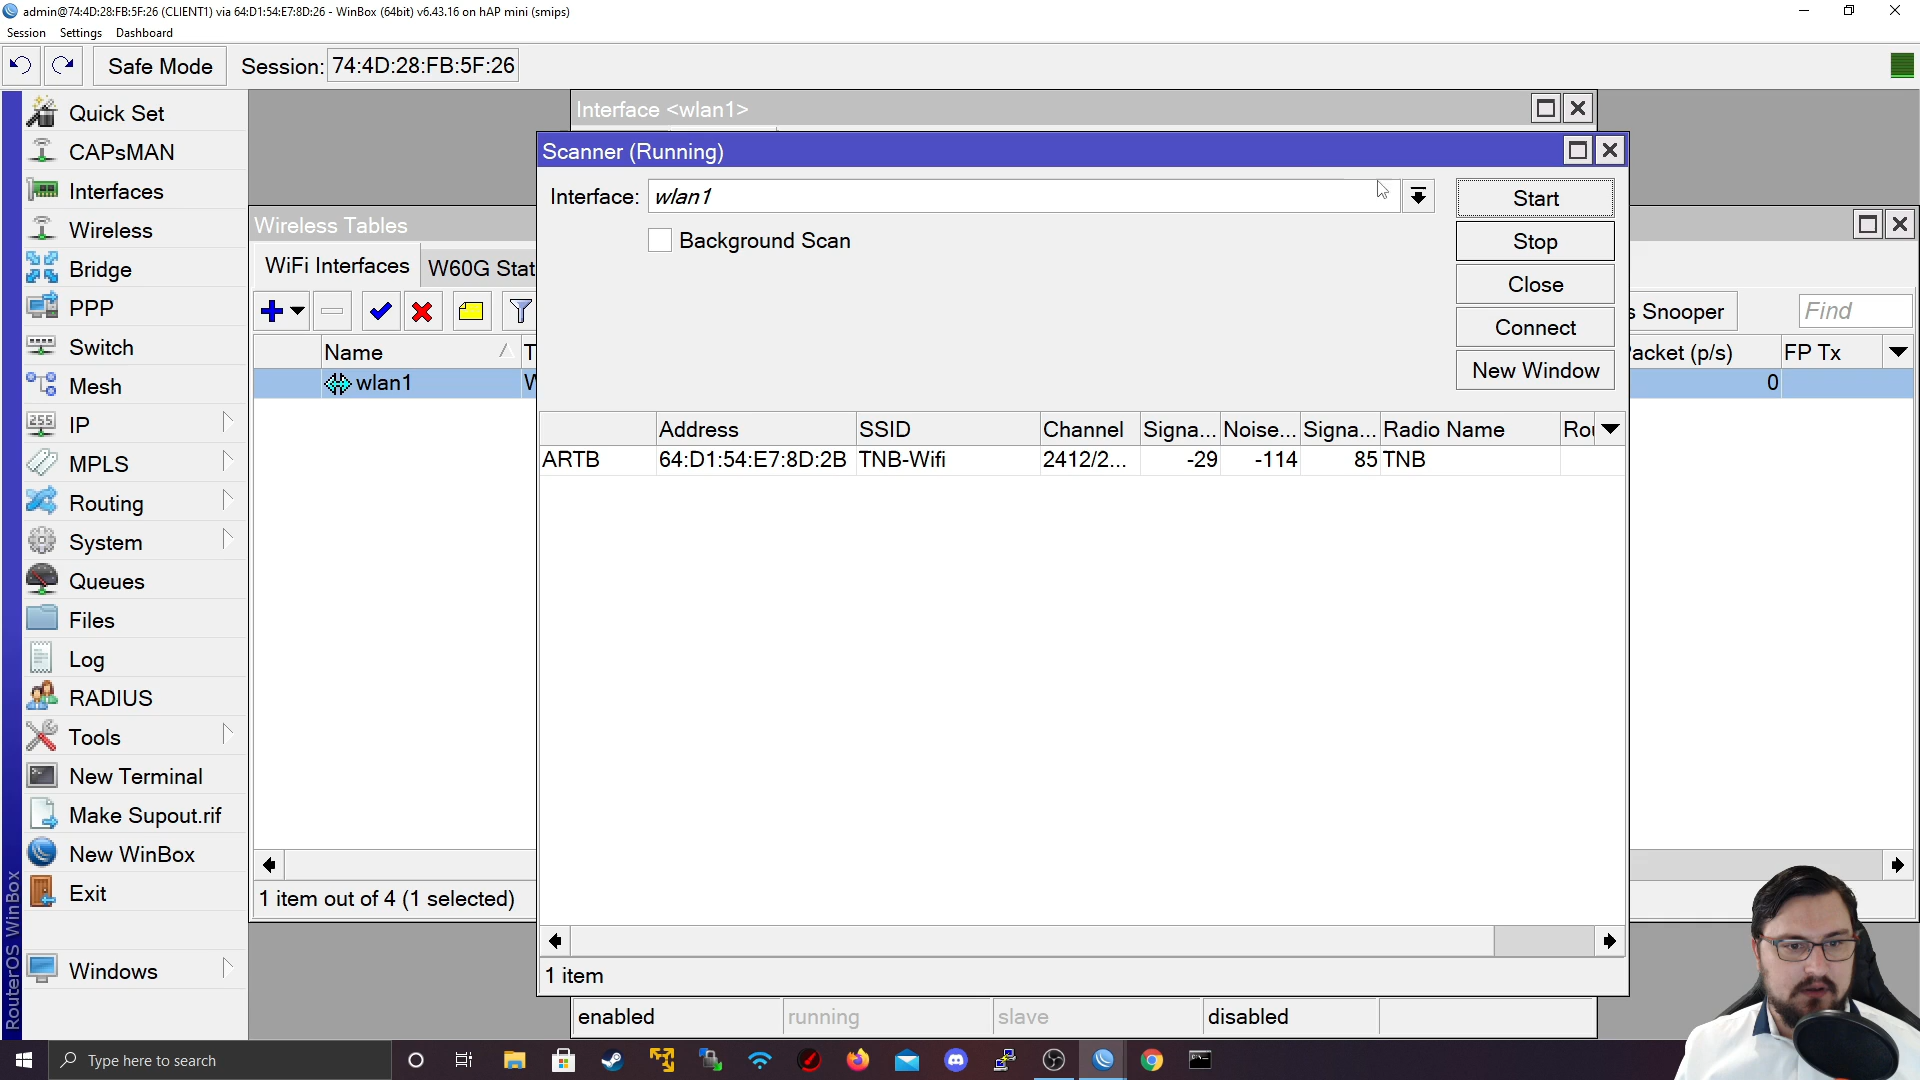 admin@74:4D:28:FB:5F:26 (CLIENT1) via 64:D1:54:E7:8D:26 - WinBox (64bit) v6.43.16 on hAP mini (smips)
Session Settings Dashboard
Safe Mode Session: 74:4D:28:FB:5F:26
Quick Set
CAPsMAN
Interfaces
Wireless
Bridge
PPP
Switch
Mesh
IP
MPLS
Routing
System
Queues
Files
Log
RADIUS
Tools
New Terminal
Make Supout.rif
New WinBox
Exit
Windows
RouterOS WinBox
Interface <wlan1>
Wireless Tables
WiFi Interfaces W60G Stat
Name T
wlan1 W
1 item out of 4 (1 selected)
Scanner (Running)
Interface: wlan1
Background Scan
Start
Stop
Close
Connect
New Window
Address SSID Channel Signa... Noise... Signa... Radio Name Rou
ARTB 64:D1:54:E7:8D:2B TNB-Wifi 2412/2... -29 -114 85 TNB
1 item
s Snooper Find
acket (p/s) FP Tx
0
enabled running slave disabled
Type here to search